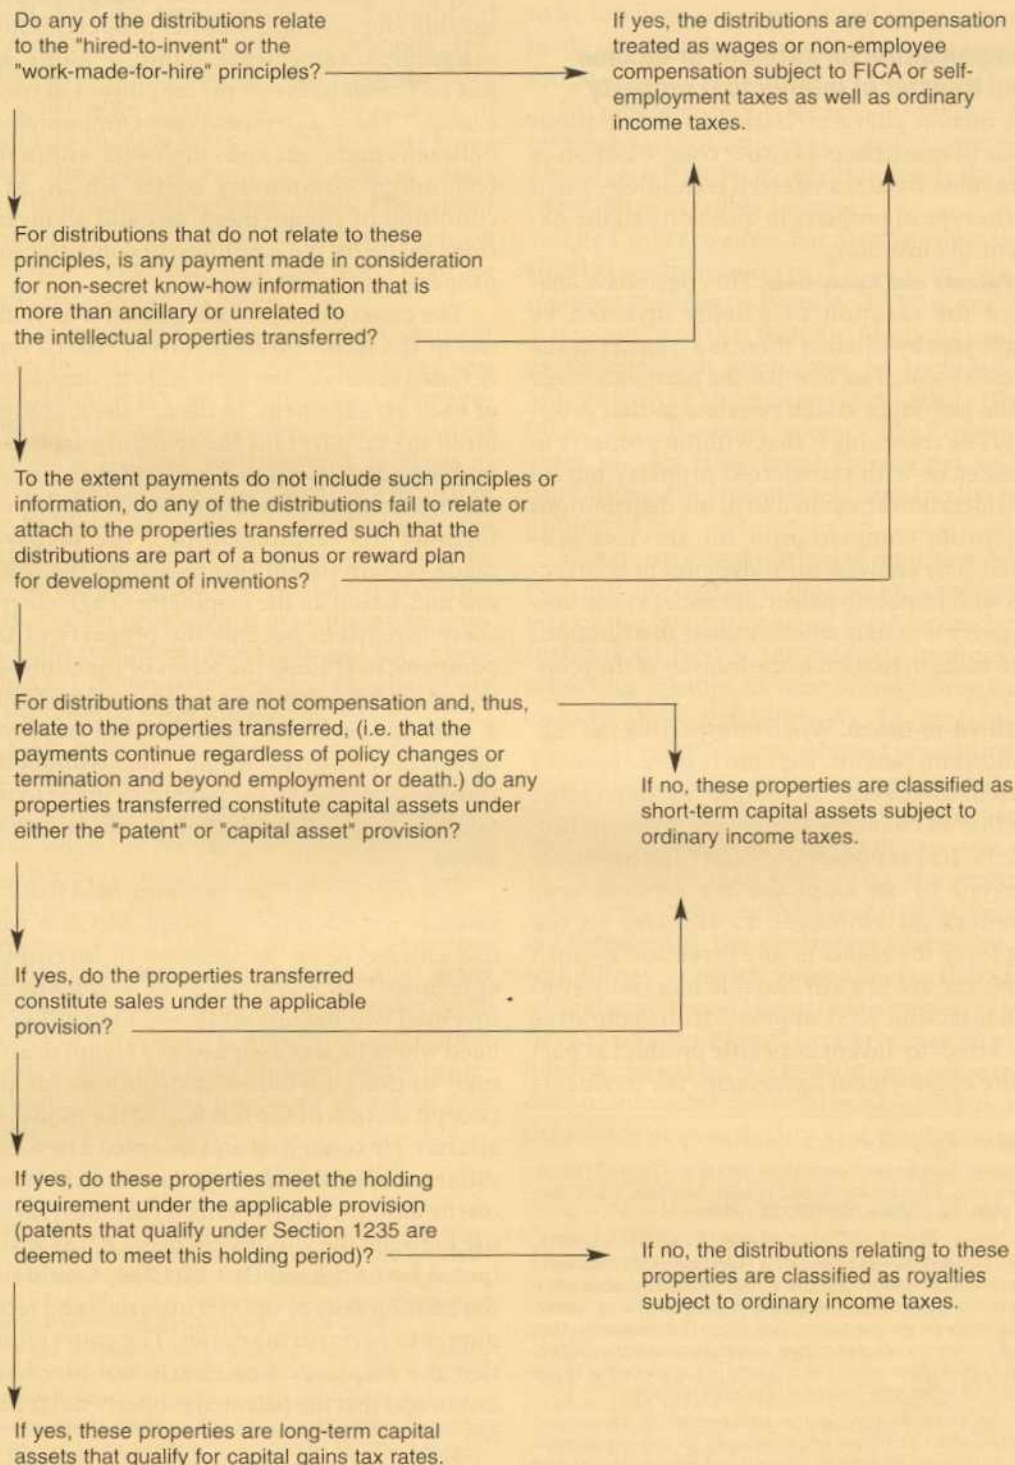 Do any of the distributions relate
to the "hired-to-invent" or the
"work-made-for-hire" principles?
If yes, the distributions are compensation
treated as wages or non-employee
compensation subject to FICA or self-
employment taxes as well as ordinary
income taxes.
For distributions that do not relate to these
principles, is any payment made in consideration
for non-secret know-how information that is
more than ancillary or unrelated to
the intellectual properties transferred?
To the extent payments do not include such principles or
information, do any of the distributions fail to relate or
attach to the properties transferred such that the
distributions are part of a bonus or reward plan
for development of inventions?
For distributions that are not compensation and, thus,
relate to the properties transferred, (i.e. that the
payments continue regardless of policy changes or
termination and beyond employment or death.) do any
properties transferred constitute capital assets under
either the "patent" or "capital asset" provision?
If no, these properties are classified as
short-term capital assets subject to
ordinary income taxes.
If yes, do the properties transferred
constitute sales under the applicable
provision?
If yes, do these properties meet the holding
requirement under the applicable provision
(patents that qualify under Section 1235 are
deemed to meet this holding period)?
If no, the distributions relating to these
properties are classified as royalties
subject to ordinary income taxes.
If yes, these properties are long-term capital
assets that qualify for capital gains tax rates.